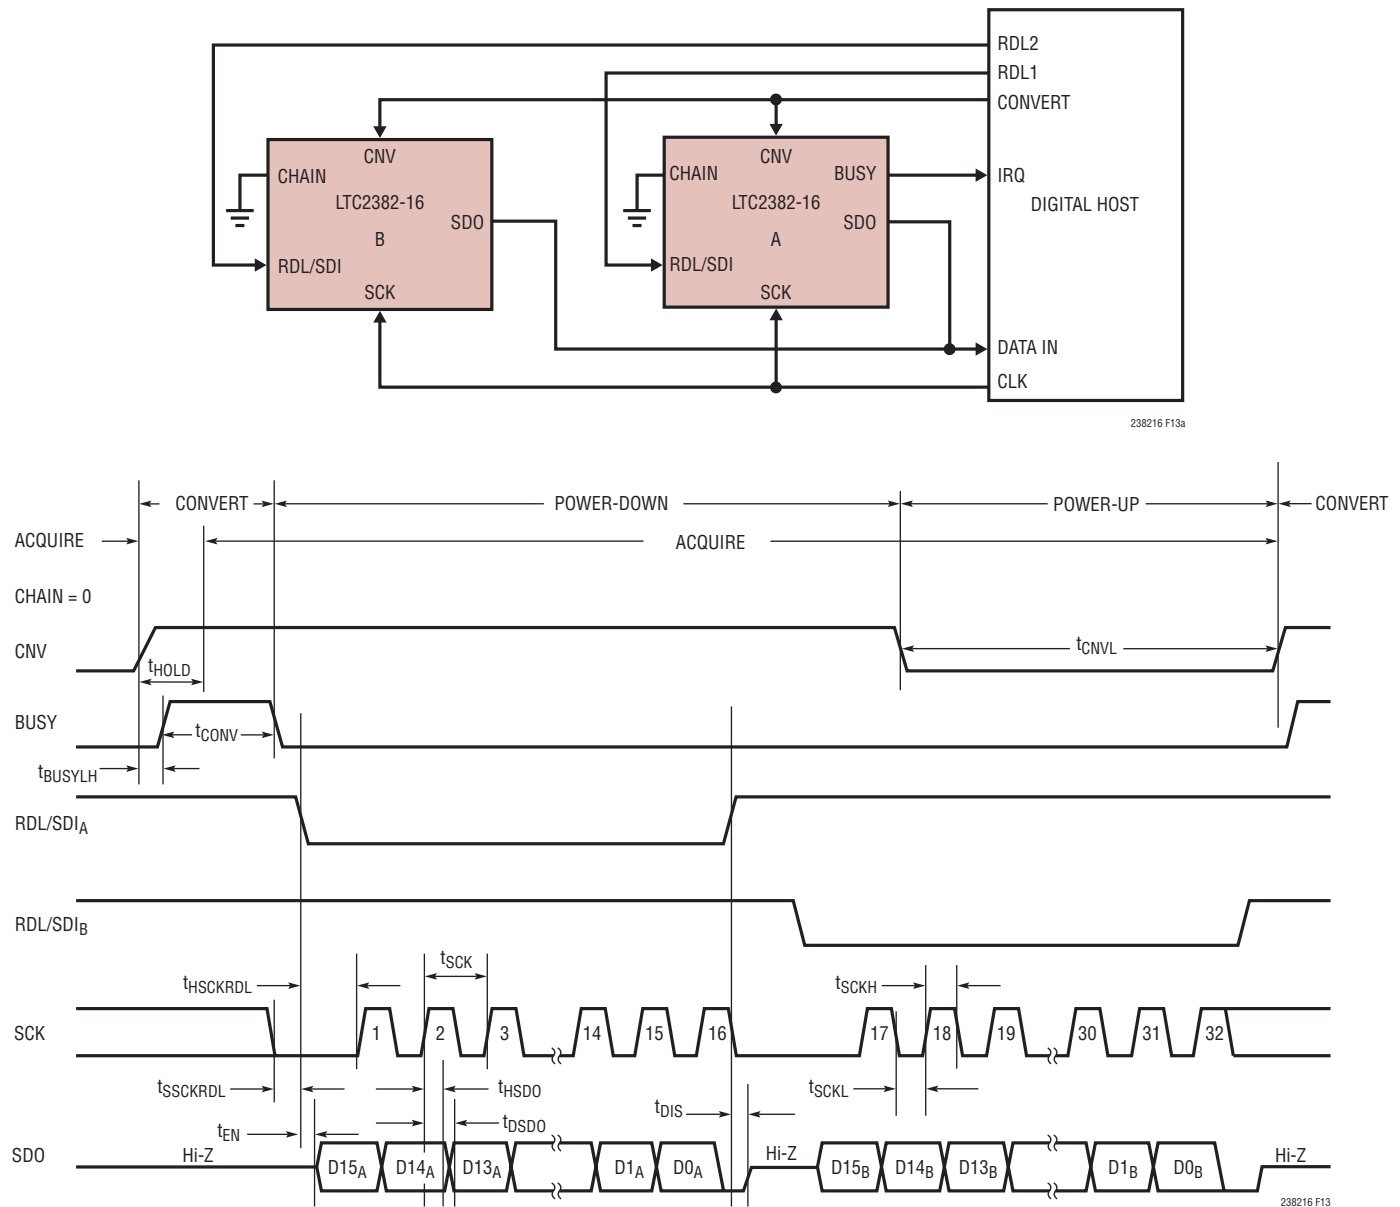 RDL2
RDL1
CONVERT
CNV
CNV
CHAIN
CHAIN
BUSY
IRQ
LTC2382-16
LTC2382-16
DIGITAL HOST
SDO
SDO
B
A
RDL/SDI
RDL/SDI
SCK
SCK
DATA IN
CLK
238216 F13a
CONVERT
POWER-DOWN
POWER-UP
CONVERT
ACQUIRE
ACQUIRE
CHAIN = 0
CNV
tHOLD
tCNVL
BUSY
tCONV
tBUSYLH
RDL/SDIA
RDL/SDIB
tHSCKRDL
tSCK
tSCKH
SCK
1
2
3
14
15
16
17
18
19
30
31
32
tSSCKRDL
tHSDO
tSCKL
tEN
tDSDO
tDIS
SDO
Hi-Z
D15A
D14A
D13A
D1A
D0A
Hi-Z
D15B
D14B
D13B
D1B
D0B
Hi-Z
238216 F13